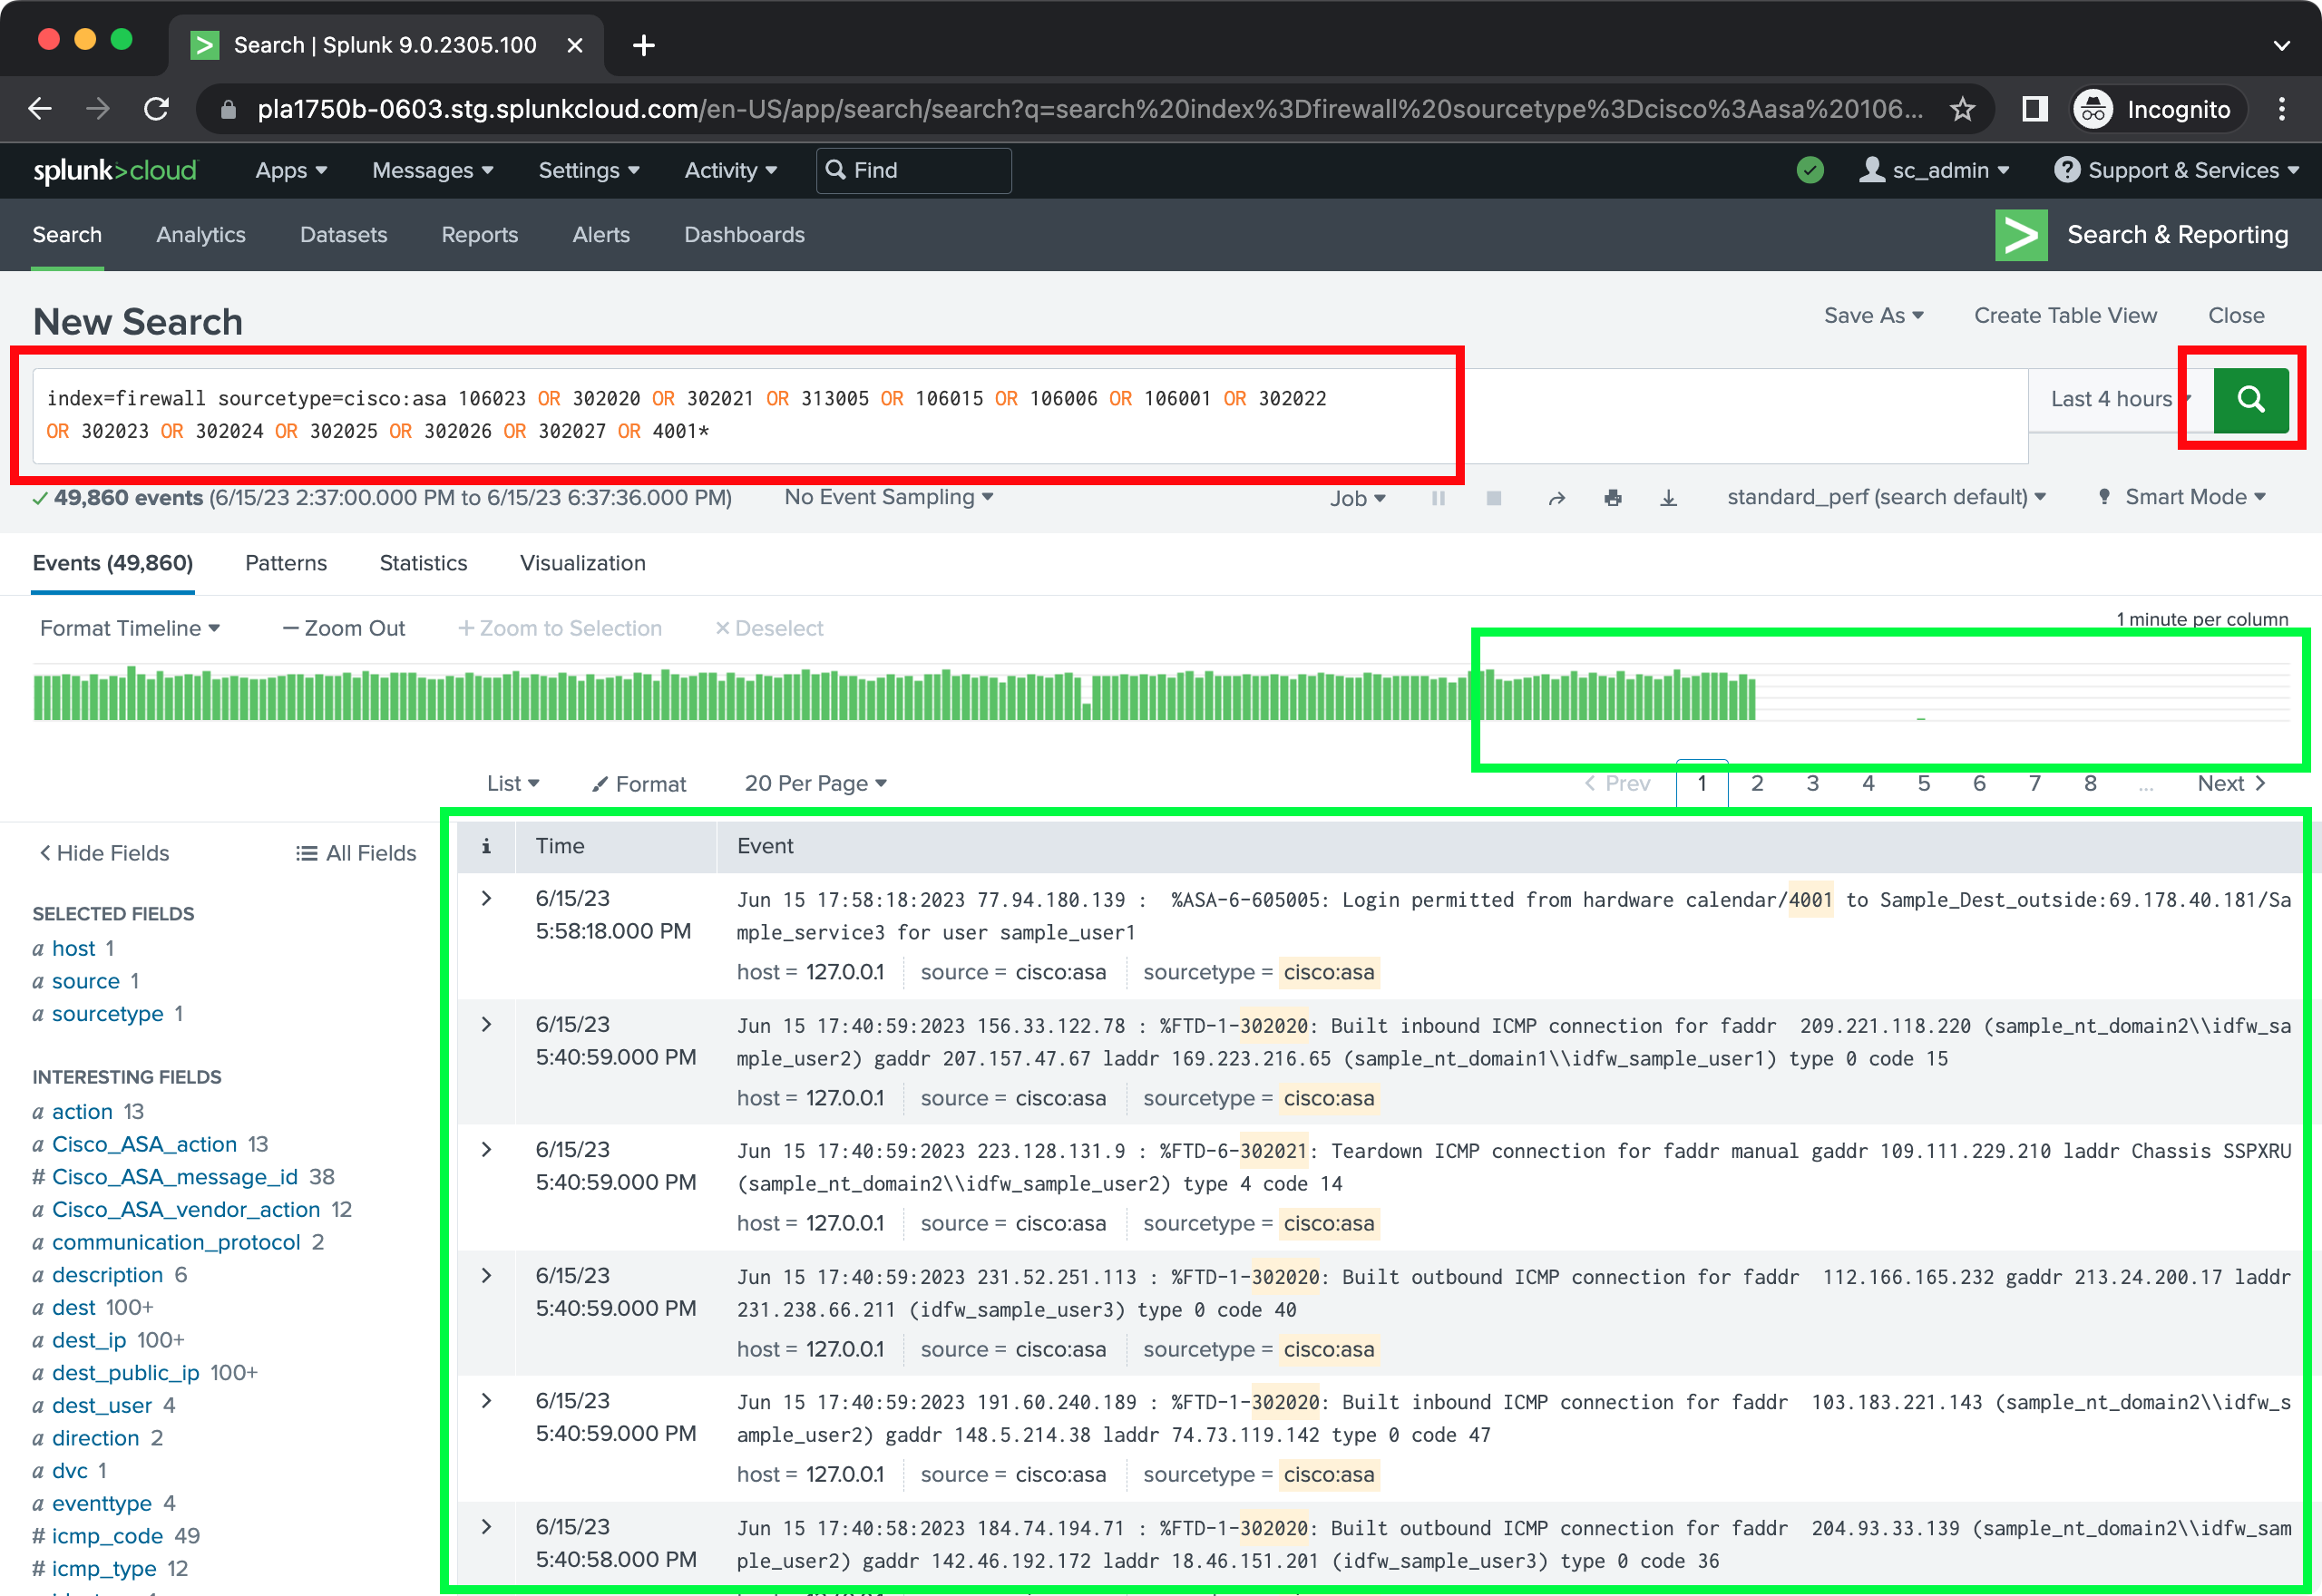 Search | Splunk 9.0.2305.100
pla1750b-0603.stg.splunkcloud.com/en-US/app/search/search?q=search%20index%3Dfirewall%20sourcetype%3Dcisco%3Aasa%20106...
Incognito
splunk>cloud Apps Messages Settings Activity Find sc_admin Support & Services
Search Analytics Datasets Reports Alerts Dashboards Search & Reporting
New Search
Save As Create Table View Close
index=firewall sourcetype=cisco:asa 106023 OR 302020 OR 302021 OR 313005 OR 106015 OR 106006 OR 106001 OR 302022
OR 302023 OR 302024 OR 302025 OR 302026 OR 302027 OR 4001*
Last 4 hours
49,860 events (6/15/23 2:37:00.000 PM to 6/15/23 6:37:36.000 PM) No Event Sampling Job standard_perf (search default) Smart Mode
Events (49,860) Patterns Statistics Visualization
Format Timeline — Zoom Out + Zoom to Selection × Deselect
1 minute per column
List Format 20 Per Page < Prev 1 2 3 4 5 6 7 8 ... Next >
< Hide Fields All Fields
SELECTED FIELDS
a host 1
a source 1
a sourcetype 1
INTERESTING FIELDS
a action 13
a Cisco_ASA_action 13
# Cisco_ASA_message_id 38
a Cisco_ASA_vendor_action 12
a communication_protocol 2
a description 6
a dest 100+
a dest_ip 100+
a dest_public_ip 100+
a dest_user 4
a direction 2
a dvc 1
a eventtype 4
# icmp_code 49
# icmp_type 12
i Time Event
6/15/23
5:58:18.000 PM
Jun 15 17:58:18:2023 77.94.180.139 : %ASA-6-605005: Login permitted from hardware calendar/4001 to Sample_Dest_outside:69.178.40.181/Sa
mple_service3 for user sample_user1
host = 127.0.0.1 source = cisco:asa sourcetype = cisco:asa
6/15/23
5:40:59.000 PM
Jun 15 17:40:59:2023 156.33.122.78 : %FTD-1-302020: Built inbound ICMP connection for faddr 209.221.118.220 (sample_nt_domain2\\idfw_sa
mple_user2) gaddr 207.157.47.67 laddr 169.223.216.65 (sample_nt_domain1\\idfw_sample_user1) type 0 code 15
host = 127.0.0.1 source = cisco:asa sourcetype = cisco:asa
6/15/23
5:40:59.000 PM
Jun 15 17:40:59:2023 223.128.131.9 : %FTD-6-302021: Teardown ICMP connection for faddr manual gaddr 109.111.229.210 laddr Chassis SSPXRU
(sample_nt_domain2\\idfw_sample_user2) type 4 code 14
host = 127.0.0.1 source = cisco:asa sourcetype = cisco:asa
6/15/23
5:40:59.000 PM
Jun 15 17:40:59:2023 231.52.251.113 : %FTD-1-302020: Built outbound ICMP connection for faddr 112.166.165.232 gaddr 213.24.200.17 laddr
231.238.66.211 (idfw_sample_user3) type 0 code 40
host = 127.0.0.1 source = cisco:asa sourcetype = cisco:asa
6/15/23
5:40:59.000 PM
Jun 15 17:40:59:2023 191.60.240.189 : %FTD-1-302020: Built inbound ICMP connection for faddr 103.183.221.143 (sample_nt_domain2\\idfw_s
ample_user2) gaddr 148.5.214.38 laddr 74.73.119.142 type 0 code 47
host = 127.0.0.1 source = cisco:asa sourcetype = cisco:asa
6/15/23
5:40:58.000 PM
Jun 15 17:40:58:2023 184.74.194.71 : %FTD-1-302020: Built outbound ICMP connection for faddr 204.93.33.139 (sample_nt_domain2\\idfw_sam
ple_user2) gaddr 142.46.192.172 laddr 18.46.151.201 (idfw_sample_user3) type 0 code 36